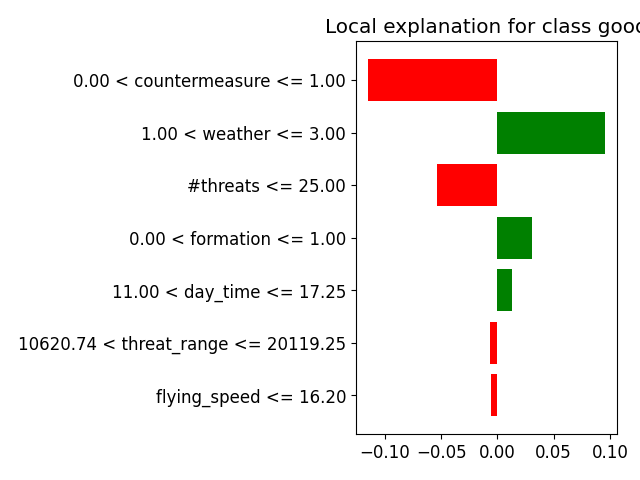 Local explanation for class goo
0.00 < countermeasure <= 1.00
1.00 < weather <= 3.00
#threats <= 25.00
0.00 < formation <= 1.00
11.00 < day_time <= 17.25
10620.74 < threat_range <= 20119.25
flying_speed <= 16.20
−0.10 −0.05 0.00 0.05 0.10